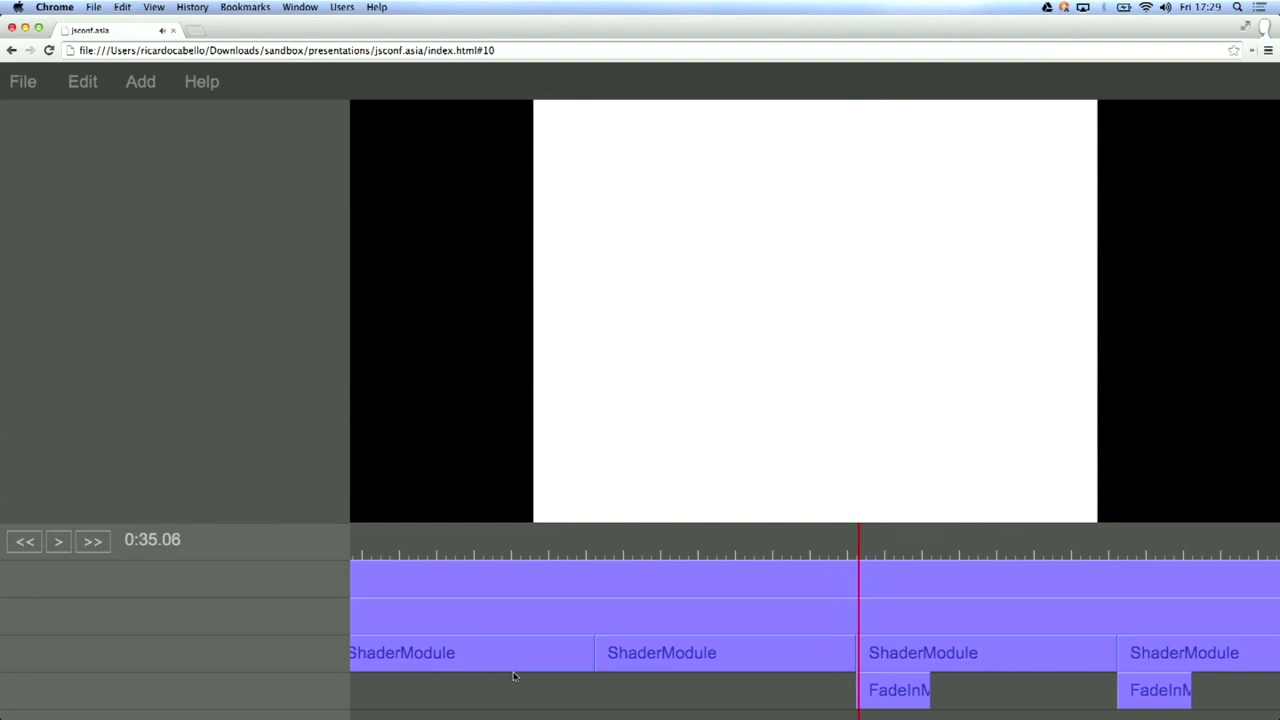 Chrome File Edit View History Bookmarks Window Users Help Fri 17:29
jsconf.asia
file:///Users/ricardocabello/Downloads/sandbox/presentations/jsconf.asia/index.html#10
File Edit Add Help
<< > >> 0:35.06
ShaderModule ShaderModule ShaderModule ShaderModule
FadeInM FadeInM